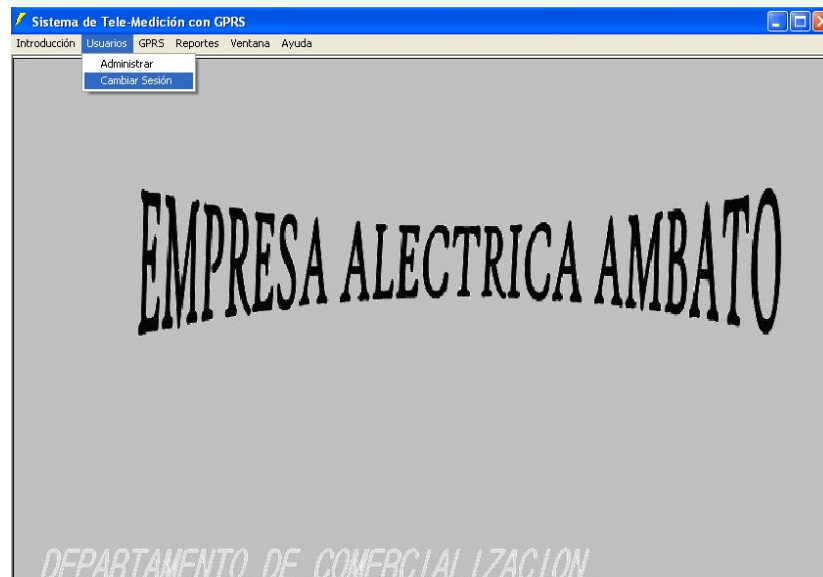 Sistema de Tele-Medición con GPRS
Introducción Usuarios GPRS Reportes Ventana Ayuda
Administrar
Cambiar Sesión
EMPRESA ALECTRICA AMBATO
DEPARTAMENTO DE COMERCIALIZACION